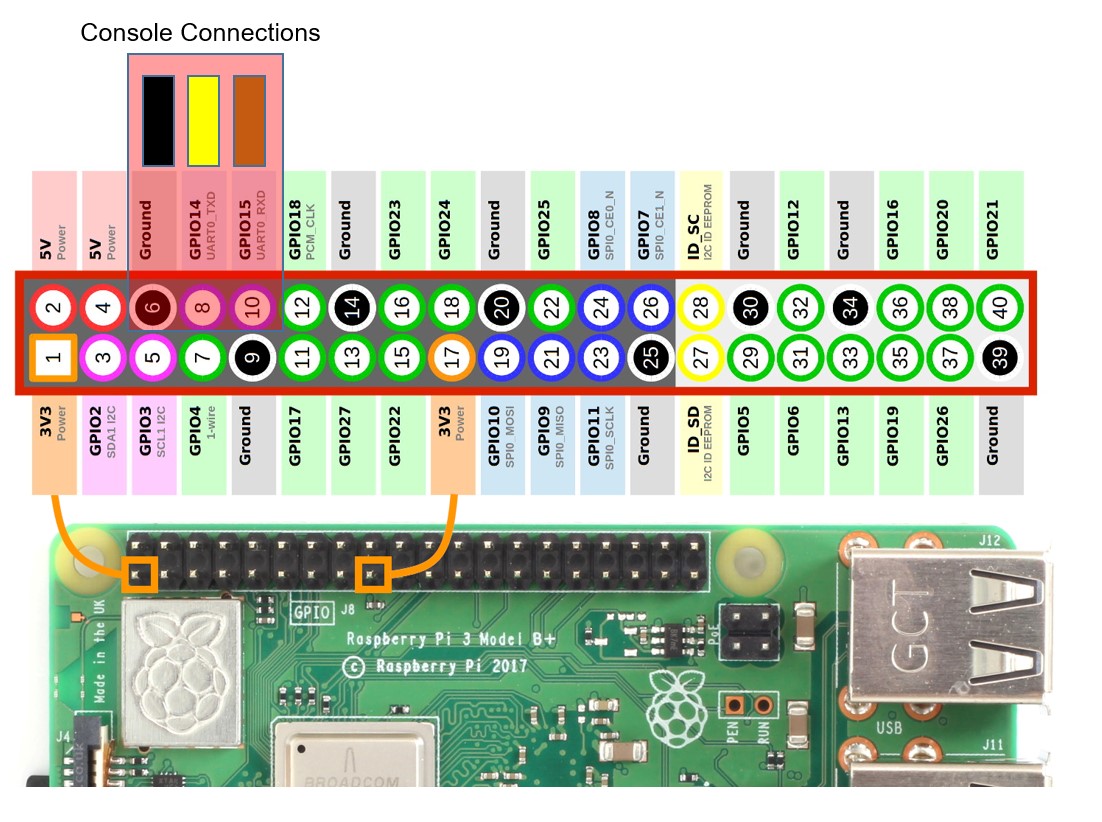 Console Connections
5V
Power
5V
Power
Ground
GPIO14
UART0_TXD
GPIO15
UART0_RXD
GPIO18
PCM_CLK
Ground
GPIO23
GPIO24
Ground
GPIO25
GPIO8
SPI0_CE0_N
GPIO7
SPI0_CE1_N
ID_SC
I2C ID EEPROM
Ground
GPIO12
Ground
GPIO16
GPIO20
GPIO21
2 4 6 8 10 12 14 16 18 20 22 24 26 28 30 32 34 36 38 40
1 3 5 7 9 11 13 15 17 19 21 23 25 27 29 31 33 35 37 39
3V3
Power
GPIO2
SDA1 I2C
GPIO3
SCL1 I2C
GPIO4
1-wire
Ground
GPIO17
GPIO27
GPIO22
3V3
Power
GPIO10
SPI0_MOSI
GPIO9
SPI0_MISO
GPIO11
SPI0_SCLK
Ground
ID_SD
I2C ID EEPROM
GPIO5
GPIO6
GPIO13
GPIO19
GPIO26
Ground
J12
GPIO J8
Made in the UK
Raspberry Pi 3 Model B+
© Raspberry Pi 2017
PoE
GCT
PEN
RUN
USB
J4
J11
BROADCOM